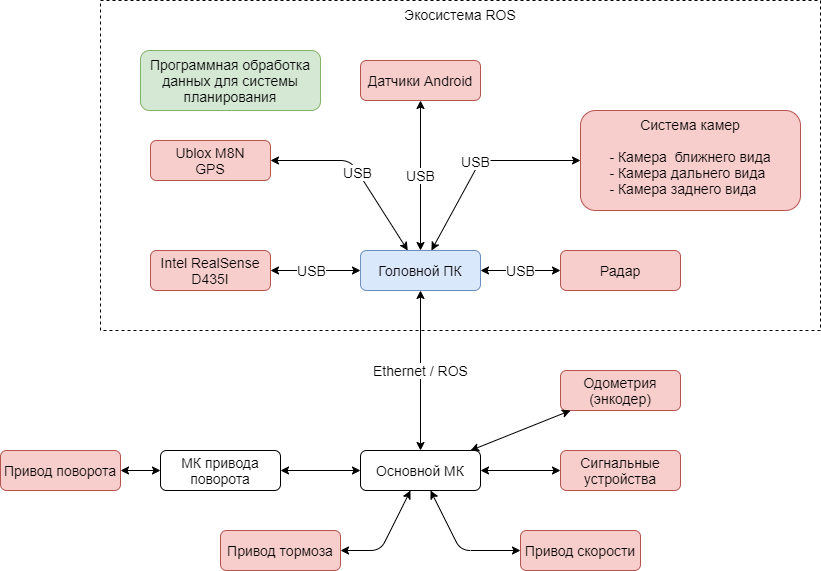 Экосистема ROS
Программная обработка
данных для системы
планирования
Датчики Android
Система камер
- Камера ближнего вида
- Камера дальнего вида
- Камера заднего вида
Ublox M8N
GPS
USB
USB
USB
Intel RealSense
D435I
USB
Головной ПК
USB
Радар
Ethernet / ROS
Одометрия
(энкодер)
Привод поворота
МК привода
поворота
Основной МК
Сигнальные
устройства
Привод тормоза
Привод скорости